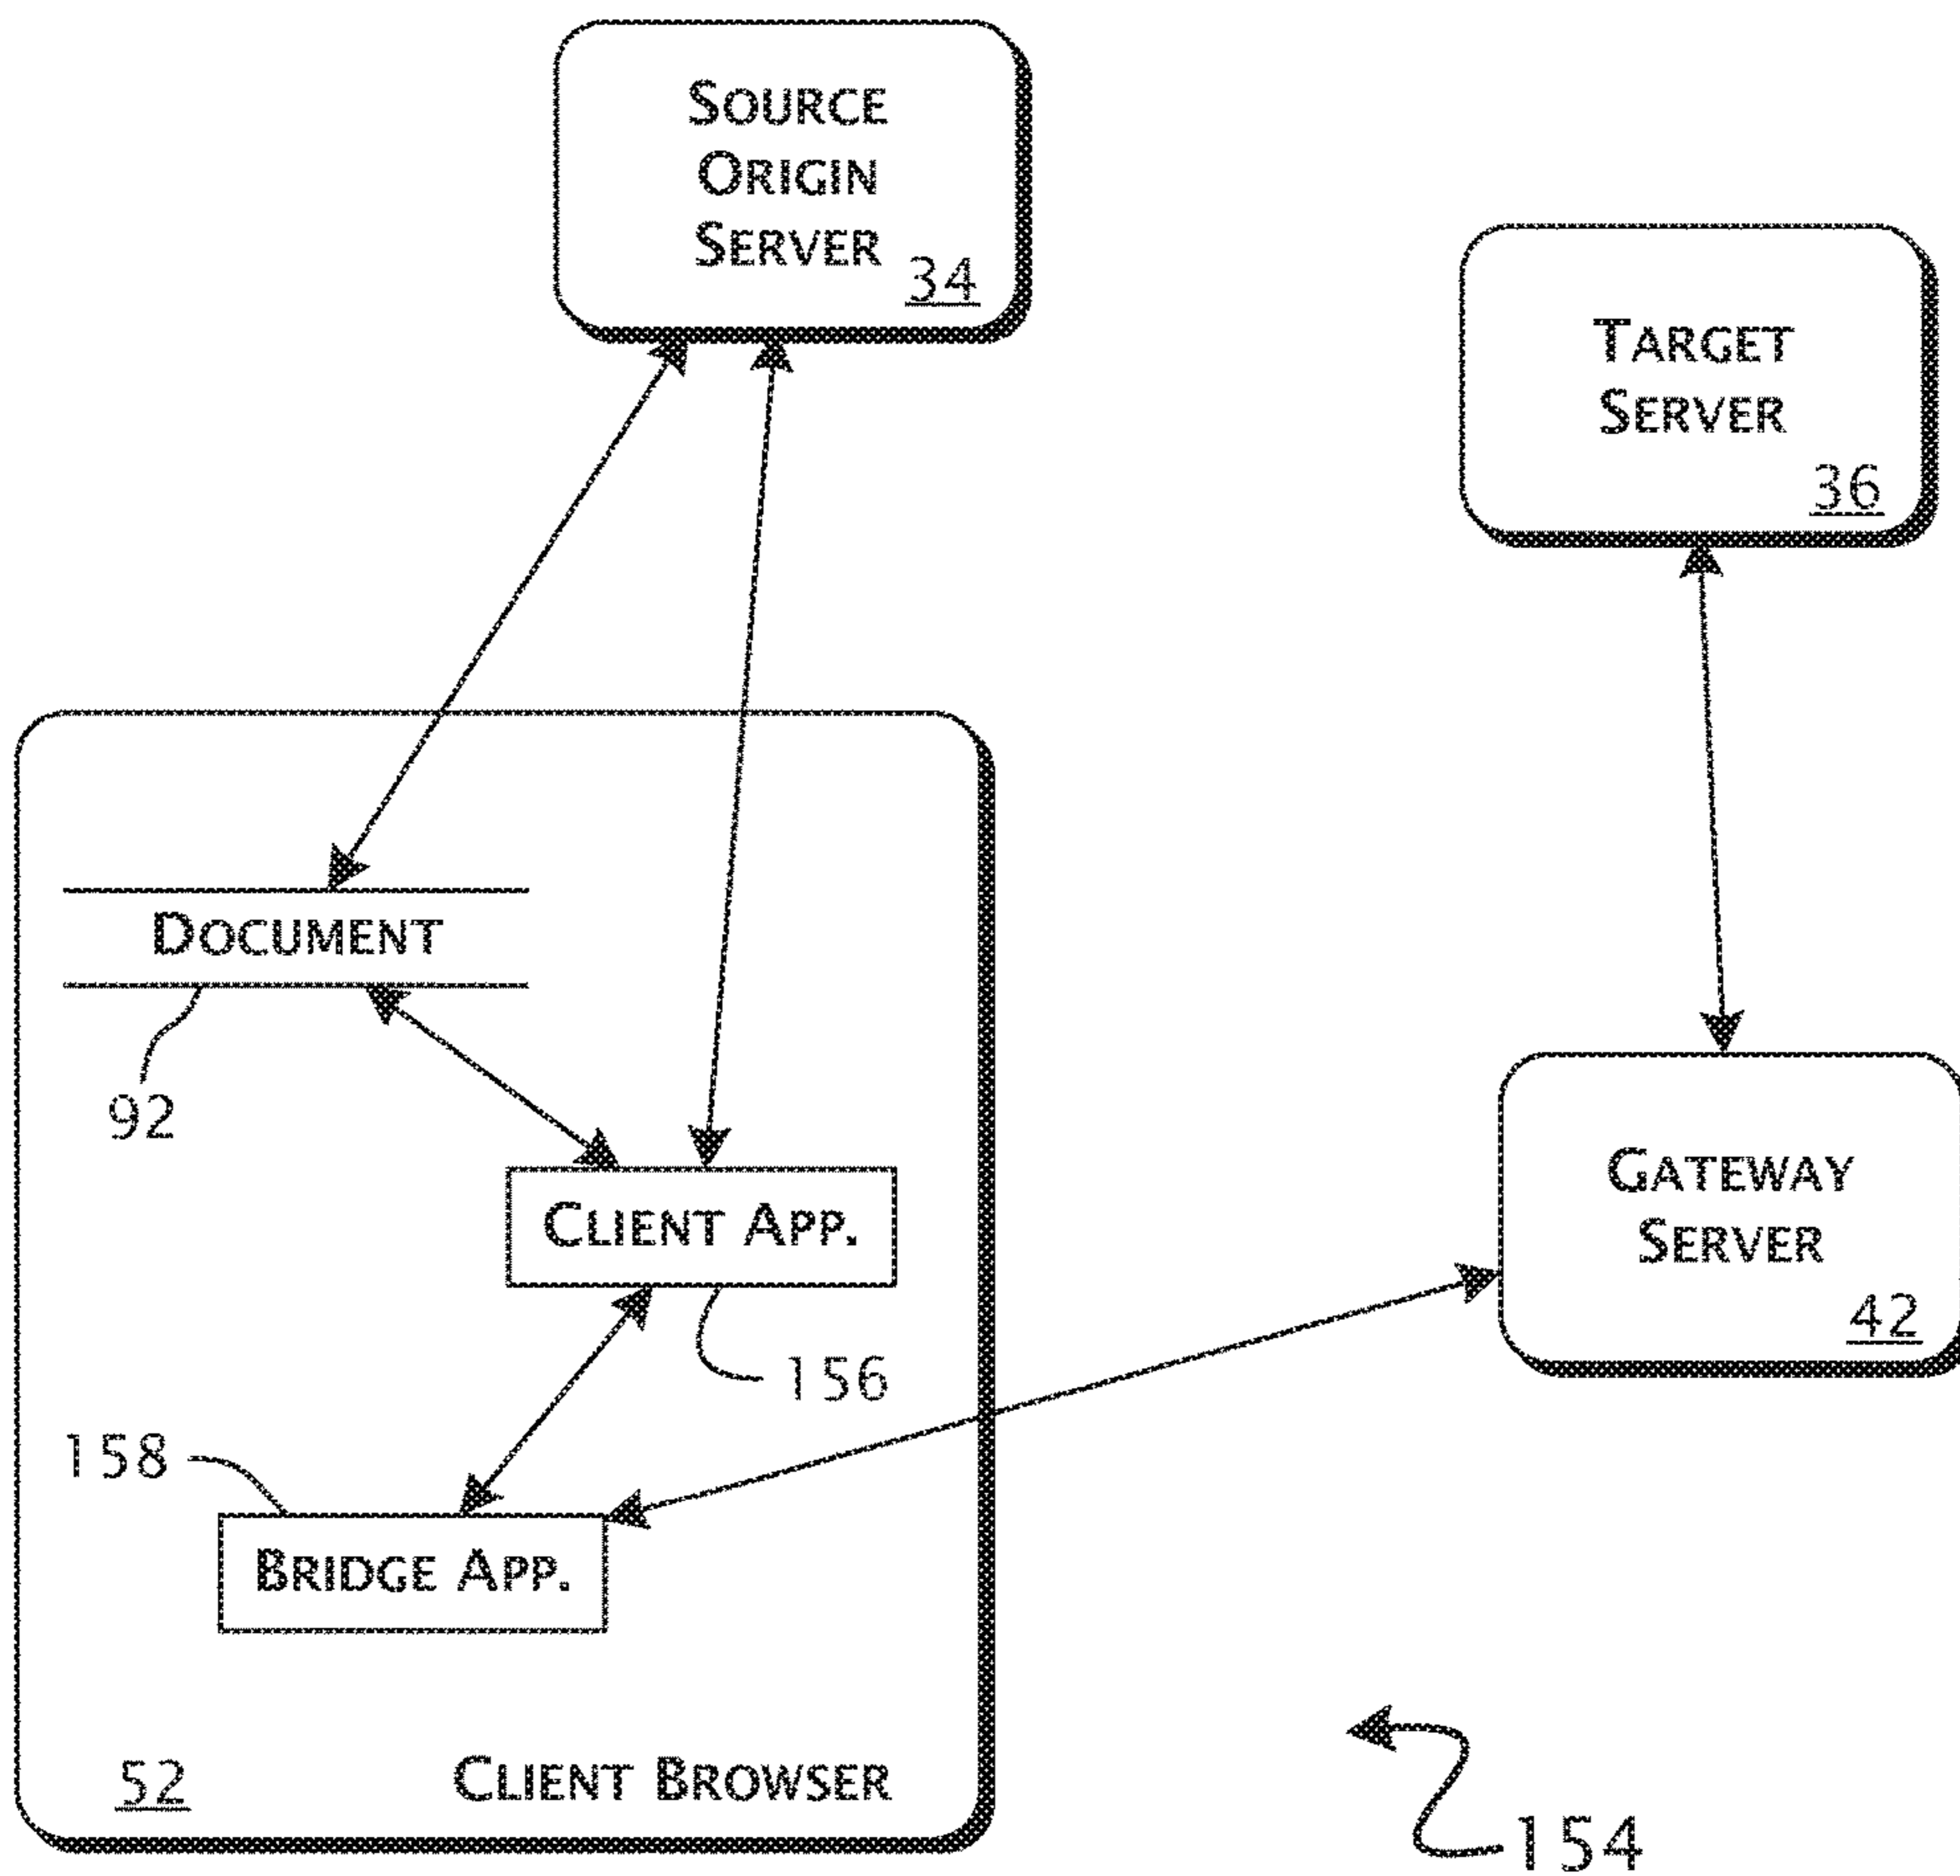 SOURCE
ORIGIN
SERVER
34
TARGET
SERVER
36
DOCUMENT
92
CLIENT APP.
156
GATEWAY
SERVER
42
158
BRIDGE APP.
52
CLIENT BROWSER
154